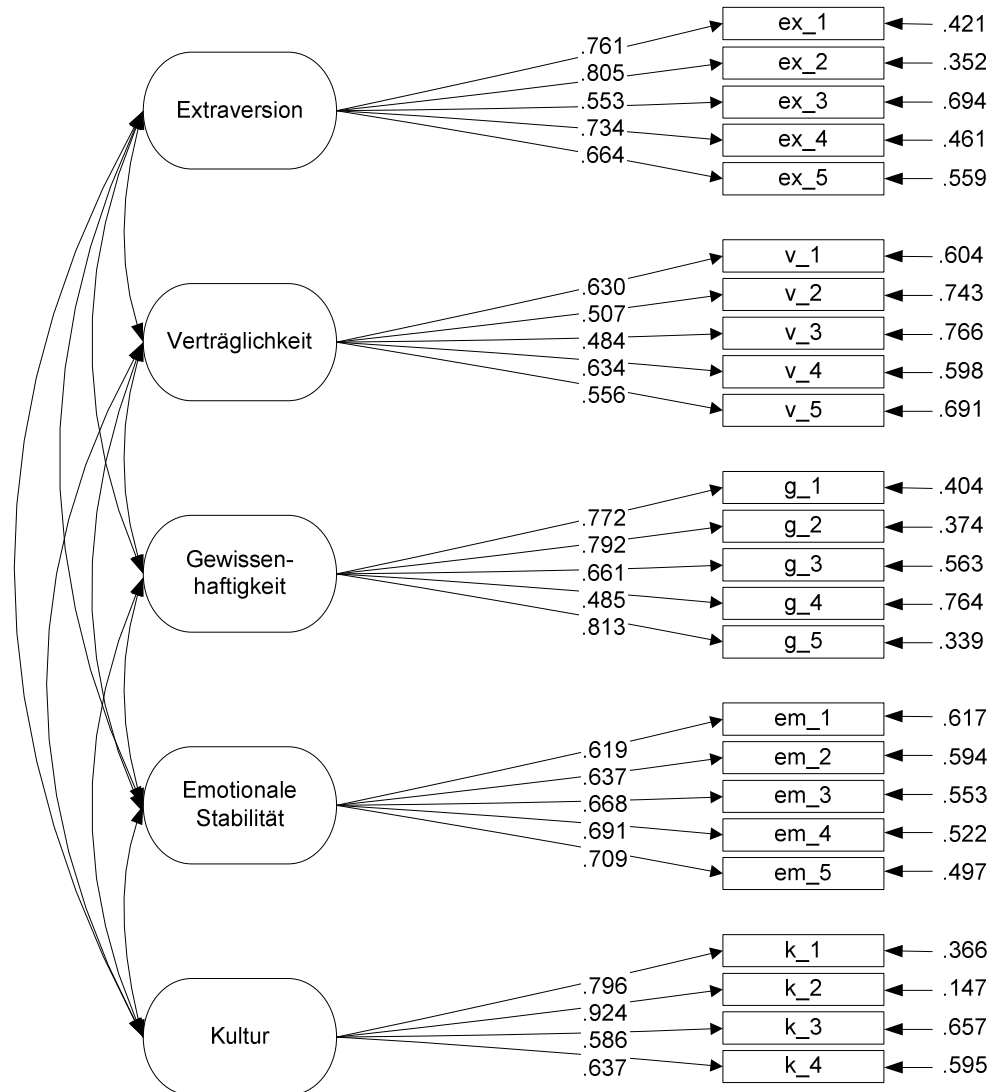 ex_1
.421
.761
ex_2
.352
.805
Extraversion
ex_3
.694
.553
ex_4
.461
.734
ex_5
.559
.664
v_1
.604
.630
v_2
.743
.507
Verträglichkeit
v_3
.766
.484
v_4
.598
.634
v_5
.691
.556
g_1
.404
.772
g_2
.374
.792
Gewissen-
haftigkeit
g_3
.563
.661
g_4
.764
.485
g_5
.339
.813
em_1
.617
.619
em_2
.594
.637
Emotionale
Stabilität
em_3
.553
.668
em_4
.522
.691
em_5
.497
.709
k_1
.366
.796
k_2
.147
.924
Kultur
k_3
.657
.586
k_4
.595
.637